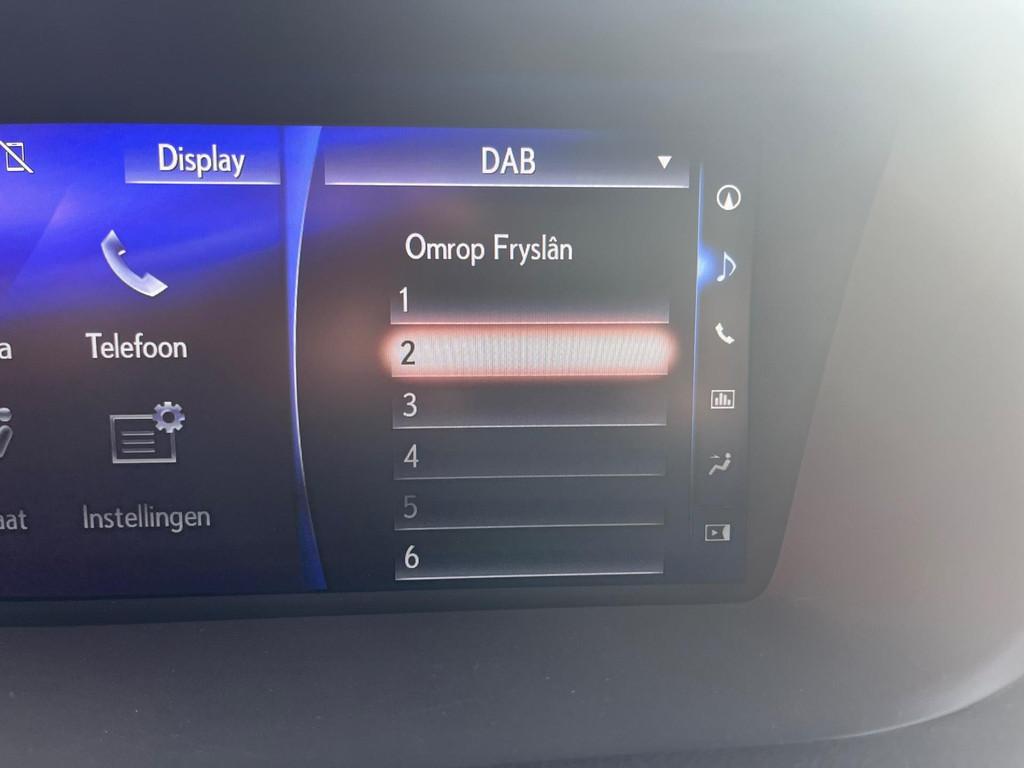 Display
DAB
Omrop Fryslân
1
2
3
4
5
6
a
Telefoon
aat
Instellingen